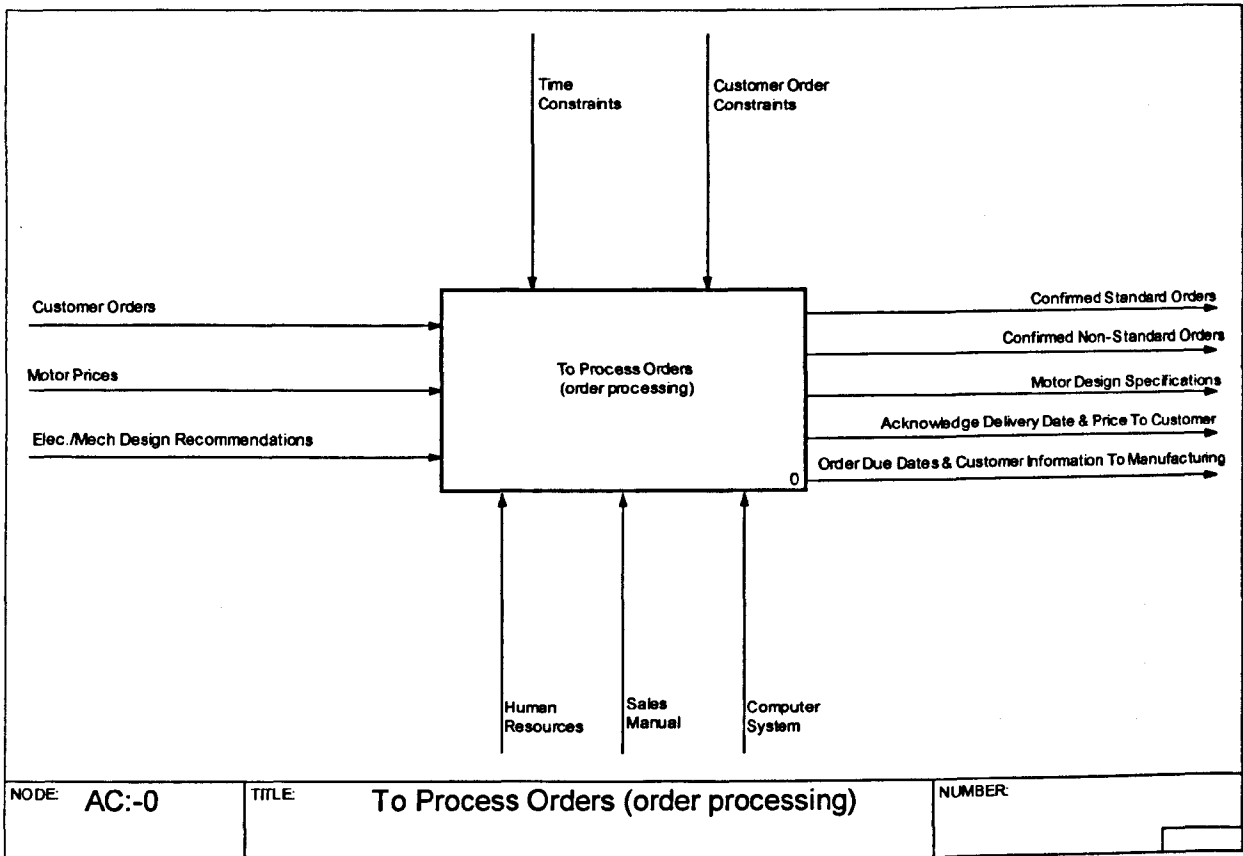 Time
Constraints
Customer Order
Constraints
Customer Orders
Motor Prices
Elec./Mech Design Recommendations
To Process Orders
(order processing)
0
Confirmed Standard Orders
Confirmed Non-Standard Orders
Motor Design Specifications
Acknowledge Delivery Date & Price To Customer
Order Due Dates & Customer Information To Manufacturing
Human
Resources
Sales
Manual
Computer
System
NODE: AC:-0
TITLE: To Process Orders (order processing)
NUMBER: